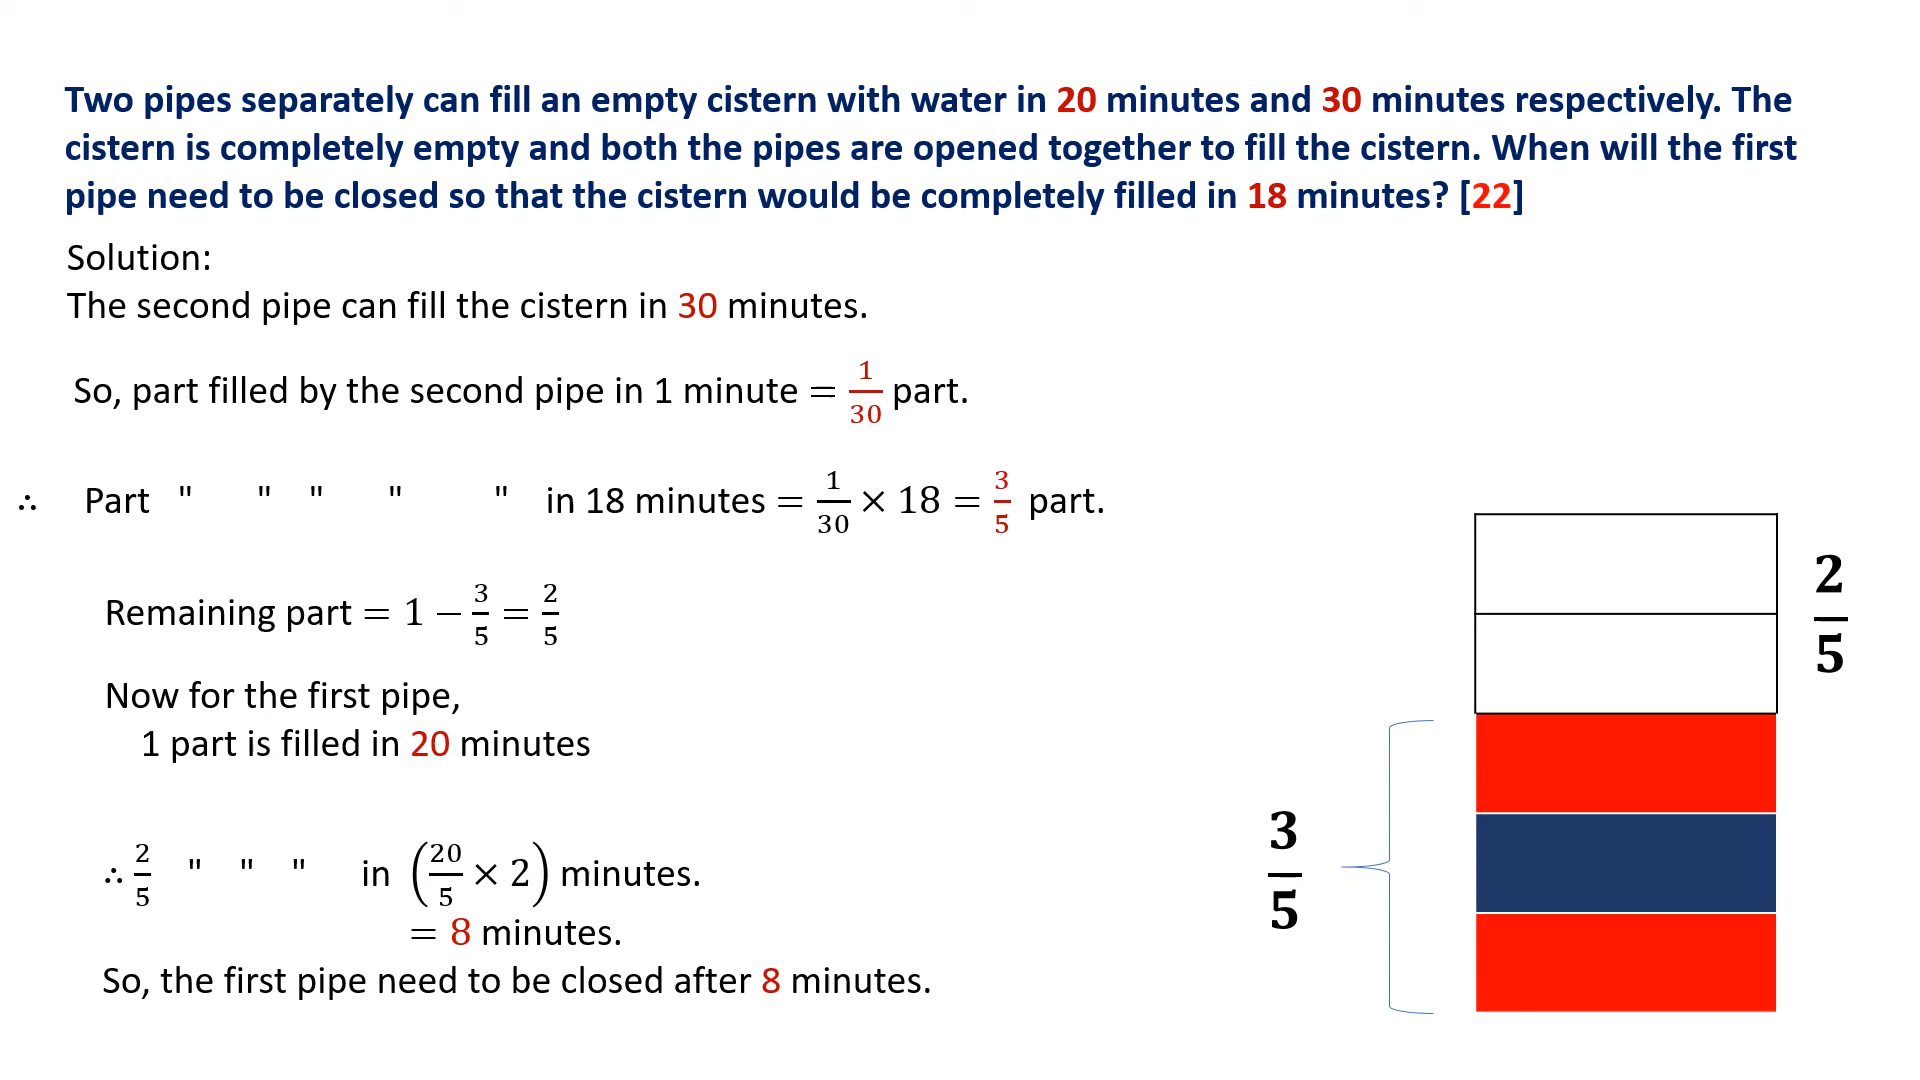 Two pipes separately can fill an empty cistern with water in 20 minutes and 30 minutes respectively. The
cistern is completely empty and both the pipes are opened together to fill the cistern. When will the first
pipe need to be closed so that the cistern would be completely filled in 18 minutes? [22]
Solution:
The second pipe can fill the cistern in 30 minutes.
So, part filled by the second pipe in 1 minute = 1/30 part.
∴ Part " " " " " in 18 minutes = 1/30 × 18 = 3/5 part.
Remaining part = 1 − 3/5 = 2/5
Now for the first pipe,
1 part is filled in 20 minutes
∴ 2/5 " " " in (20/5 × 2) minutes.
= 8 minutes.
So, the first pipe need to be closed after 8 minutes.
2/5
3/5